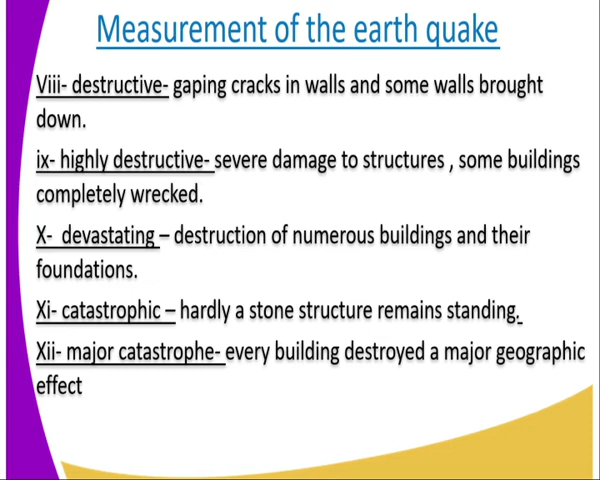 Measurement of the earth quake
Viii- destructive- gaping cracks in walls and some walls brought
down.
ix- highly destructive- severe damage to structures , some buildings
completely wrecked.
X- devastating – destruction of numerous buildings and their
foundations.
Xi- catastrophic – hardly a stone structure remains standing.
Xii- major catastrophe- every building destroyed a major geographic
effect